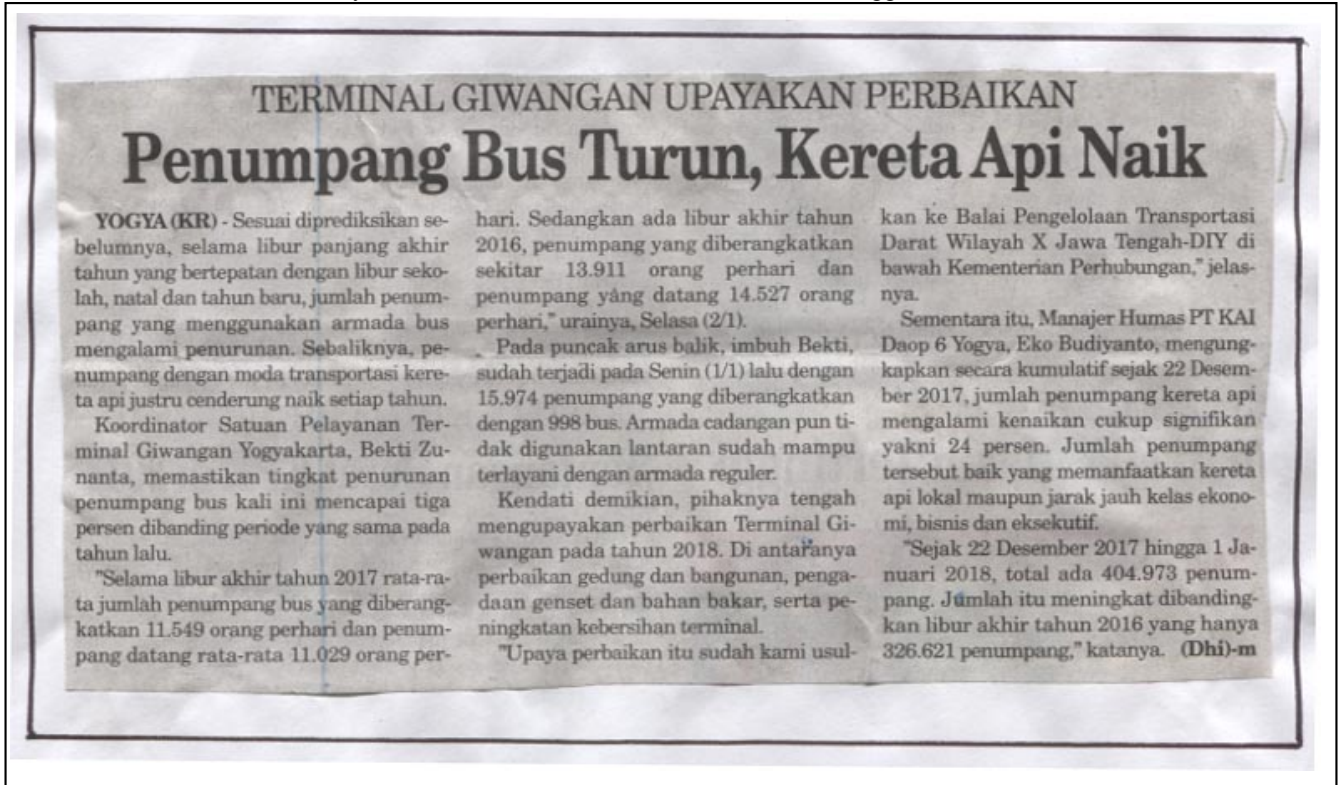 TERMINAL GIWANGAN UPAYAKAN PERBAIKAN
Penumpang Bus Turun, Kereta Api Naik
YOGYA (KR) - Sesuai diprediksikan se-
belumnya, selama libur panjang akhir
tahun yang bertepatan dengan libur seko-
lah, natal dan tahun baru, jumlah penum-
pang yang menggunakan armada bus
mengalami penurunan. Sebaliknya, pe-
numpang dengan moda transportasi kere-
ta api justru cenderung naik setiap tahun.
Koordinator Satuan Pelayanan Ter-
minal Giwangan Yogyakarta, Bekti Zu-
nanta, memastikan tingkat penurunan
penumpang bus kali ini mencapai tiga
persen dibanding periode yang sama pada
tahun lalu.
"Selama libur akhir tahun 2017 rata-ra-
ta jumlah penumpang bus yang diberang-
katkan 11.549 orang perhari dan penum-
pang datang rata-rata 11.029 orang per-
hari. Sedangkan ada libur akhir tahun
2016, penumpang yang diberangkatkan
sekitar 13.911 orang perhari dan
penumpang yang datang 14.527 orang
perhari," urainya, Selasa (2/1).
Pada puncak arus balik, imbuh Bekti,
sudah terjadi pada Senin (1/1) lalu dengan
15.974 penumpang yang diberangkatkan
dengan 998 bus. Armada cadangan pun ti-
dak digunakan lantaran sudah mampu
terlayani dengan armada reguler.
Kendati demikian, pihaknya tengah
mengupayakan perbaikan Terminal Gi-
wangan pada tahun 2018. Di antaranya
perbaikan gedung dan bangunan, penga-
daan genset dan bahan bakar, serta pe-
ningkatan kebersihan terminal.
"Upaya perbaikan itu sudah kami usul-
kan ke Balai Pengelolaan Transportasi
Darat Wilayah X Jawa Tengah-DIY di
bawah Kementerian Perhubungan," jelas-
nya.
Sementara itu, Manajer Humas PT KAI
Daop 6 Yogya, Eko Budiyanto, mengung-
kapkan secara kumulatif sejak 22 Desem-
ber 2017, jumlah penumpang kereta api
mengalami kenaikan cukup signifikan
yakni 24 persen. Jumlah penumpang
tersebut baik yang memanfaatkan kereta
api lokal maupun jarak jauh kelas ekono-
mi, bisnis dan eksekutif.
"Sejak 22 Desember 2017 hingga 1 Ja-
nuari 2018, total ada 404.973 penum-
pang. Jumlah itu meningkat dibanding-
kan libur akhir tahun 2016 yang hanya
326.621 penumpang," katanya. (Dhi)-m